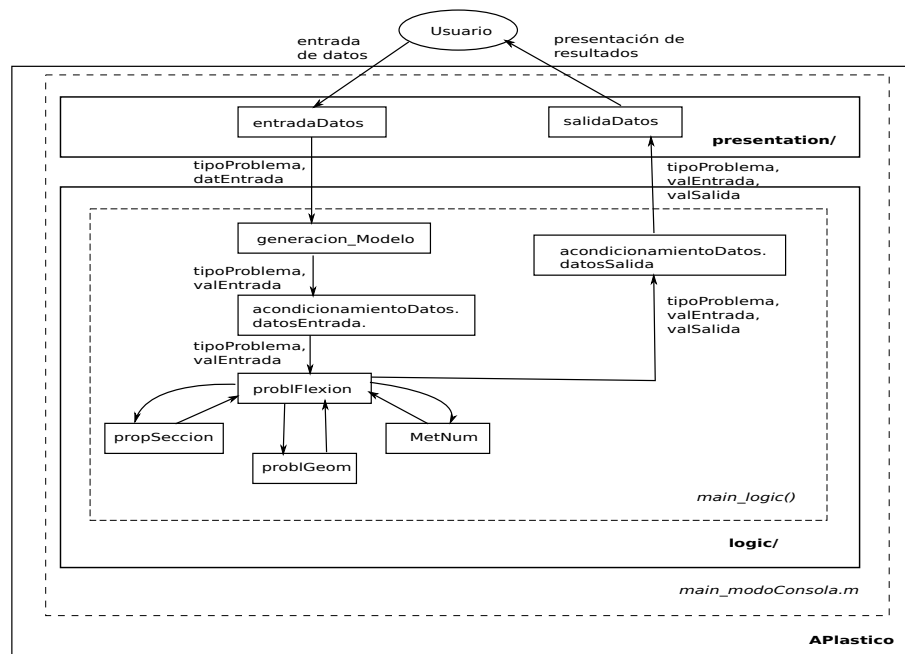 Usuario
entrada
de datos
presentación de
resultados
entradaDatos
salidaDatos
presentation/
tipoProblema,
datEntrada
tipoProblema,
valEntrada,
valSalida
generacion_Modelo
acondicionamientoDatos.
datosSalida
tipoProblema,
valEntrada
acondicionamientoDatos.
datosEntrada.
tipoProblema,
valEntrada,
valSalida
tipoProblema,
valEntrada
problFlexion
propSeccion
MetNum
problGeom
main_logic()
logic/
main_modoConsola.m
APlastico